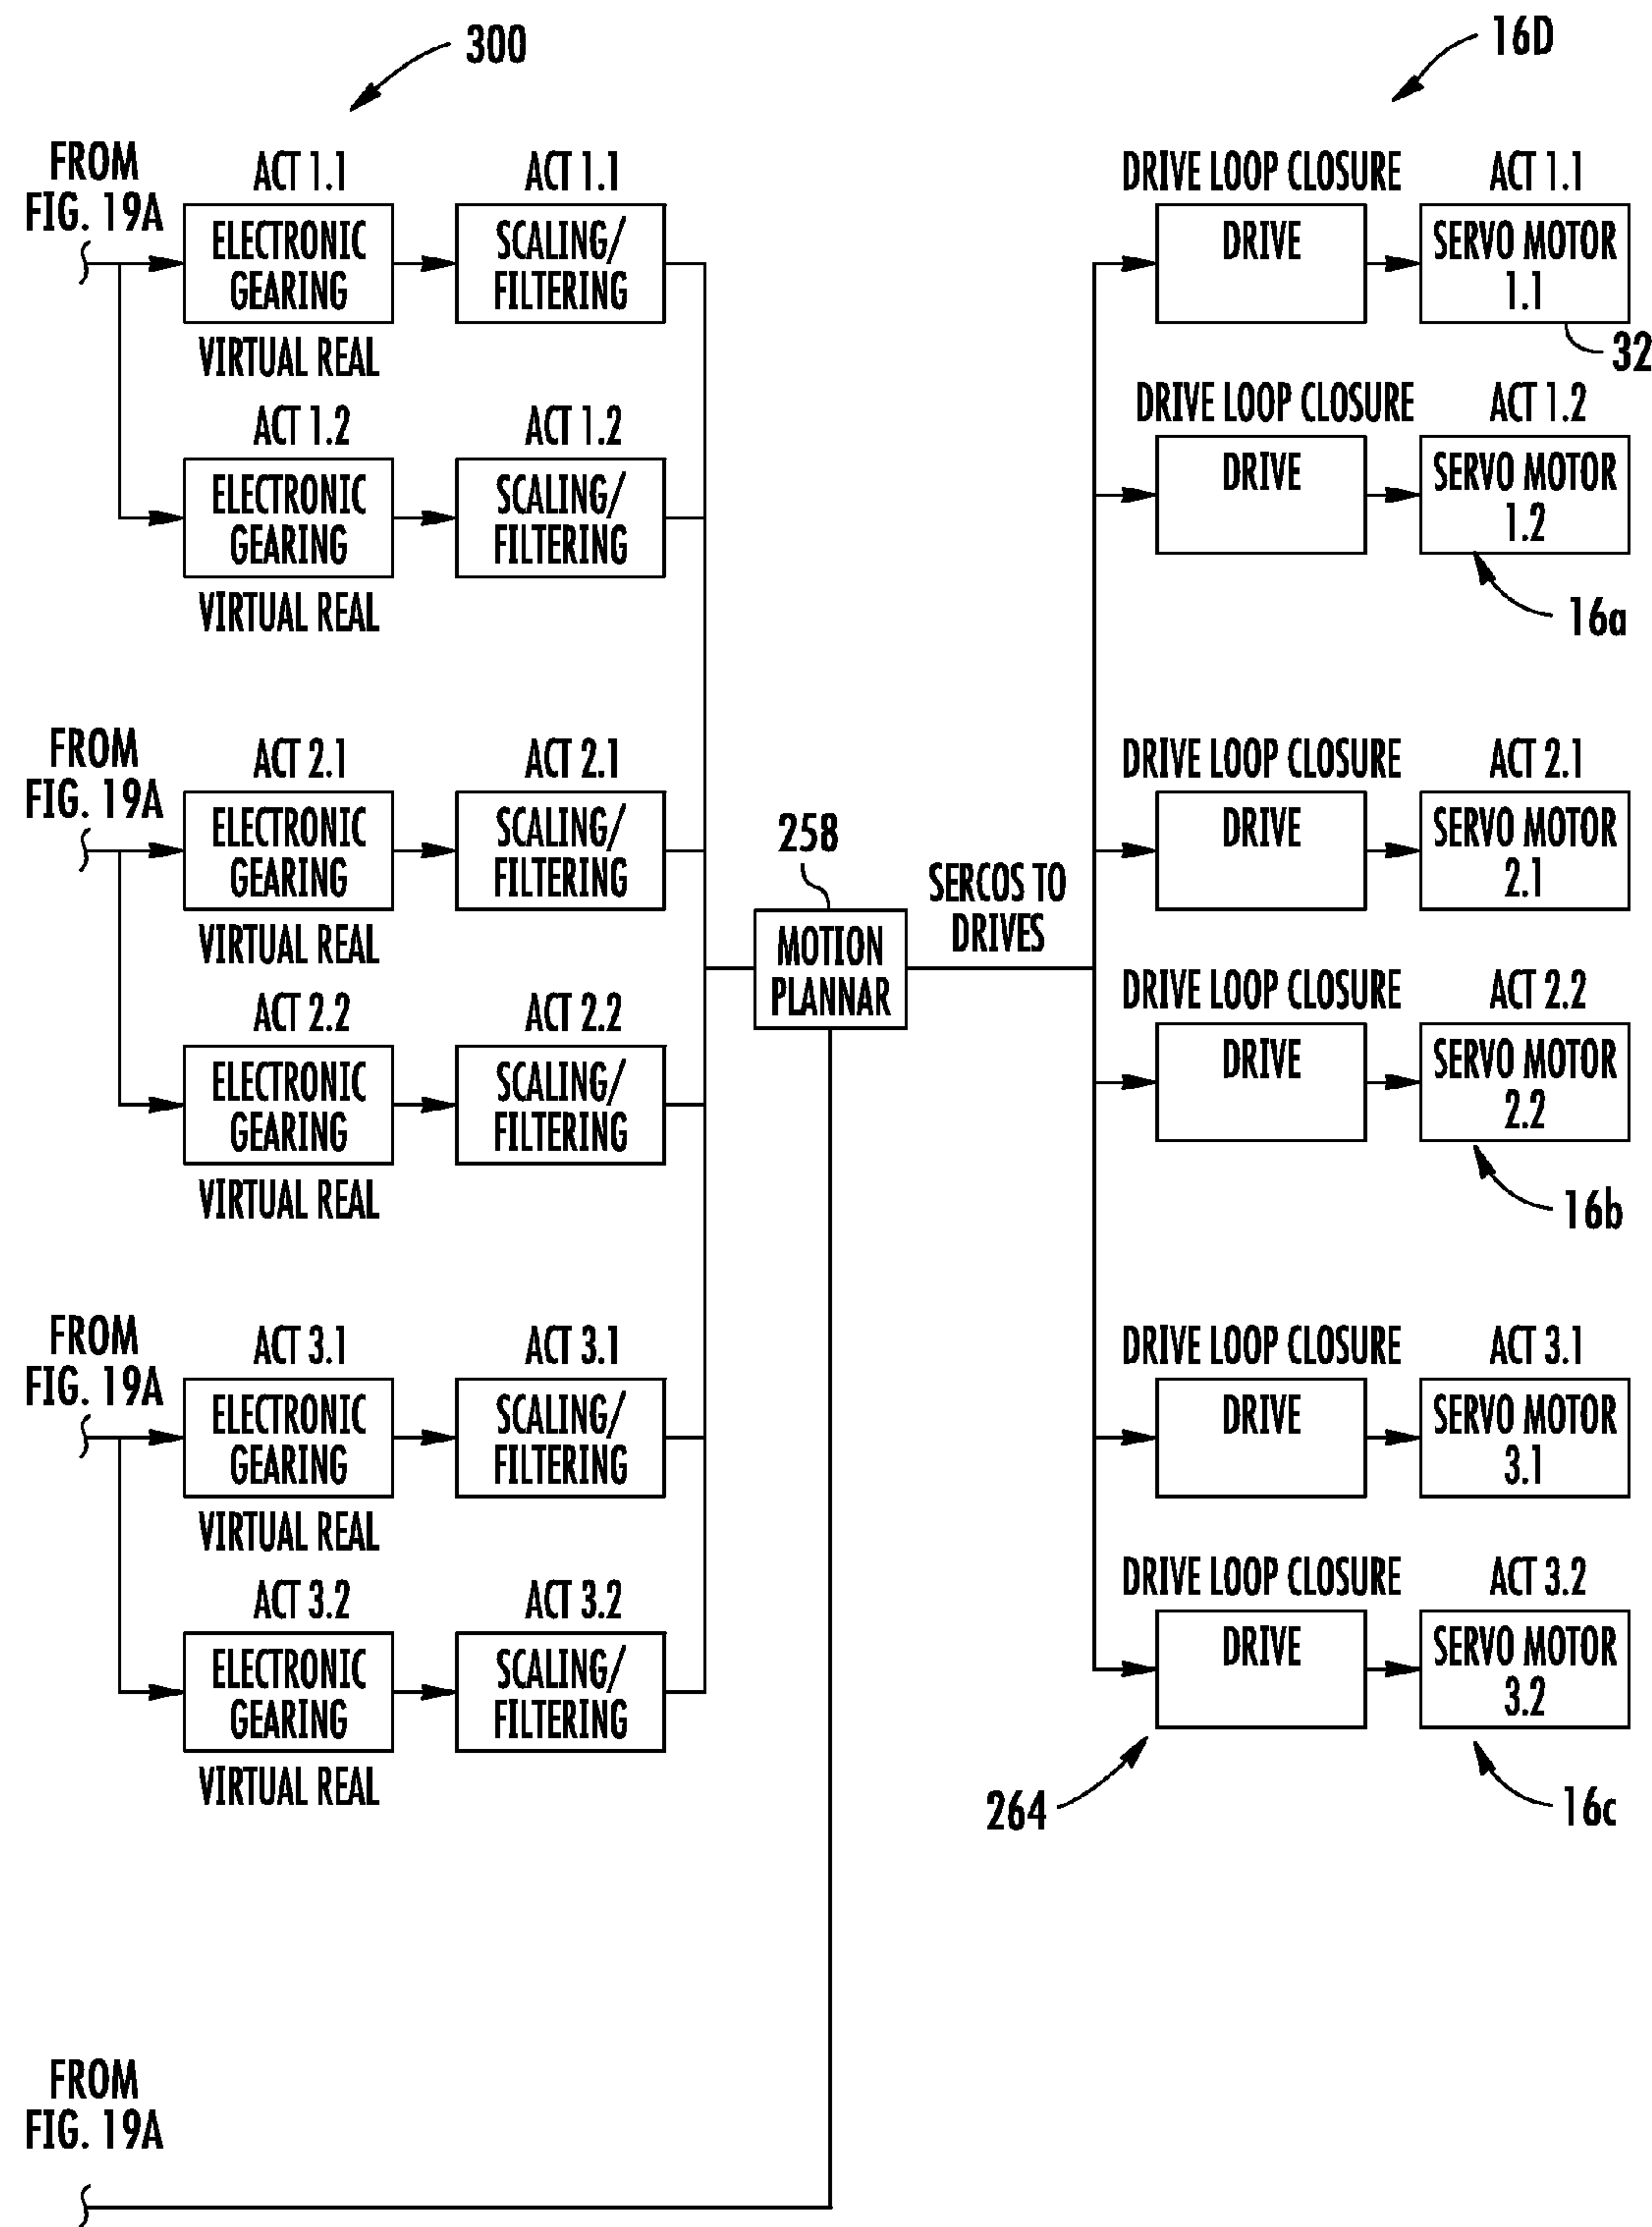 300
16D
FROM
FIG. 19A
ACT 1.1
ELECTRONIC
GEARING
VIRTUAL REAL
ACT 1.1
SCALING/
FILTERING
DRIVE LOOP CLOSURE
DRIVE
ACT 1.1
SERVO MOTOR
1.1
32
ACT 1.2
ELECTRONIC
GEARING
VIRTUAL REAL
ACT 1.2
SCALING/
FILTERING
DRIVE LOOP CLOSURE
DRIVE
ACT 1.2
SERVO MOTOR
1.2
16a
FROM
FIG. 19A
ACT 2.1
ELECTRONIC
GEARING
VIRTUAL REAL
ACT 2.1
SCALING/
FILTERING
258
MOTION
PLANNAR
SERCOS TO
DRIVES
DRIVE LOOP CLOSURE
DRIVE
ACT 2.1
SERVO MOTOR
2.1
ACT 2.2
ELECTRONIC
GEARING
VIRTUAL REAL
ACT 2.2
SCALING/
FILTERING
DRIVE LOOP CLOSURE
DRIVE
ACT 2.2
SERVO MOTOR
2.2
16b
FROM
FIG. 19A
ACT 3.1
ELECTRONIC
GEARING
VIRTUAL REAL
ACT 3.1
SCALING/
FILTERING
DRIVE LOOP CLOSURE
DRIVE
ACT 3.1
SERVO MOTOR
3.1
ACT 3.2
ELECTRONIC
GEARING
VIRTUAL REAL
ACT 3.2
SCALING/
FILTERING
DRIVE LOOP CLOSURE
DRIVE
ACT 3.2
SERVO MOTOR
3.2
264
16c
FROM
FIG. 19A